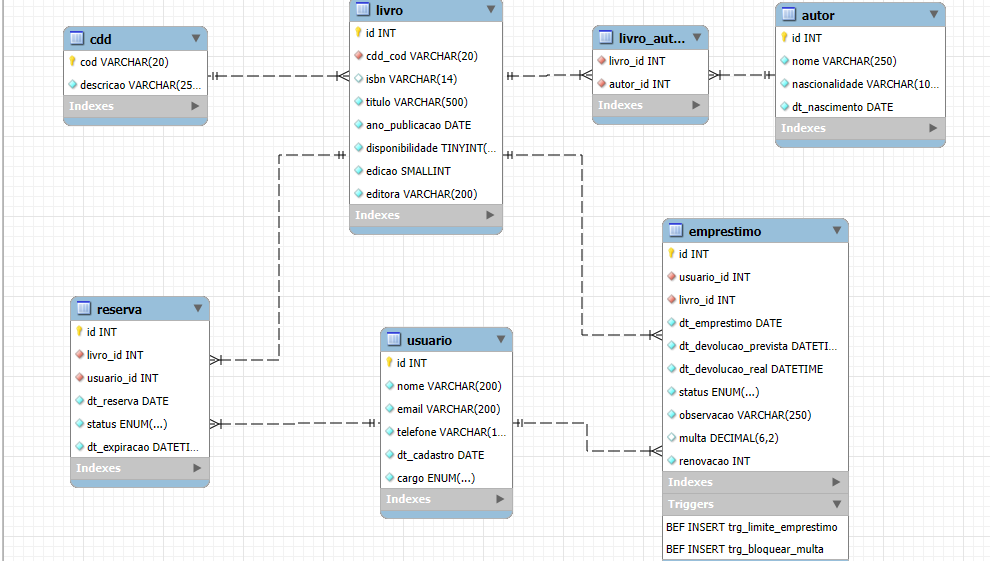 cdd
cod VARCHAR(20)
descricao VARCHAR(25...
Indexes
livro
id INT
cdd_cod VARCHAR(20)
isbn VARCHAR(14)
titulo VARCHAR(500)
ano_publicacao DATE
disponibilidade TINYINT(...
edicao SMALLINT
editora VARCHAR(200)
Indexes
livro_aut...
livro_id INT
autor_id INT
Indexes
autor
id INT
nome VARCHAR(250)
nascionalidade VARCHAR(10...
dt_nascimento DATE
Indexes
reserva
id INT
livro_id INT
usuario_id INT
dt_reserva DATE
status ENUM(...)
dt_expiracao DATETI...
Indexes
usuario
id INT
nome VARCHAR(200)
email VARCHAR(200)
telefone VARCHAR(1...
dt_cadastro DATE
cargo ENUM(...)
Indexes
emprestimo
id INT
usuario_id INT
livro_id INT
dt_emprestimo DATE
dt_devolucao_prevista DATETI...
dt_devolucao_real DATETIME
status ENUM(...)
observacao VARCHAR(250)
multa DECIMAL(6,2)
renovacao INT
Indexes
Triggers
BEF INSERT trg_limite_emprestimo
BEF INSERT trg_bloquear_multa